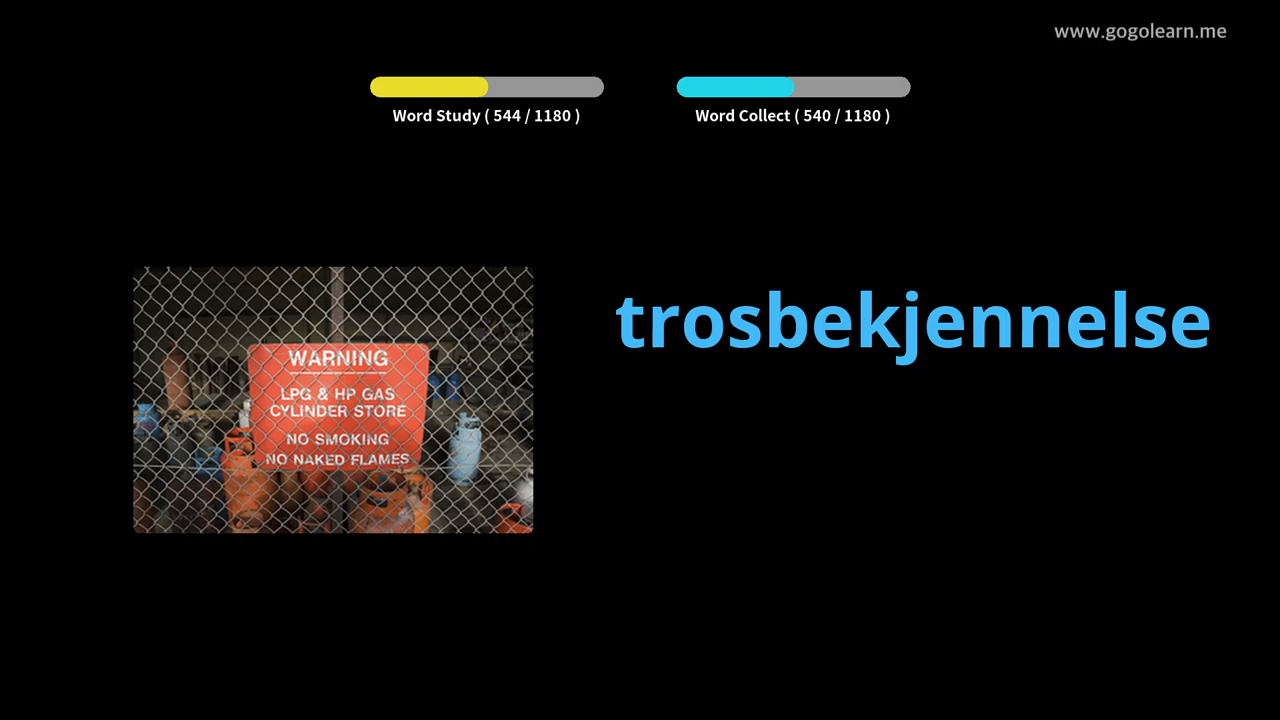 www.gogolearn.me
Word Study ( 544 / 1180 )
Word Collect ( 540 / 1180 )
trosbekjennelse
WARNING
LPG & HP GAS
CYLINDER STORE
NO SMOKING
NO NAKED FLAMES